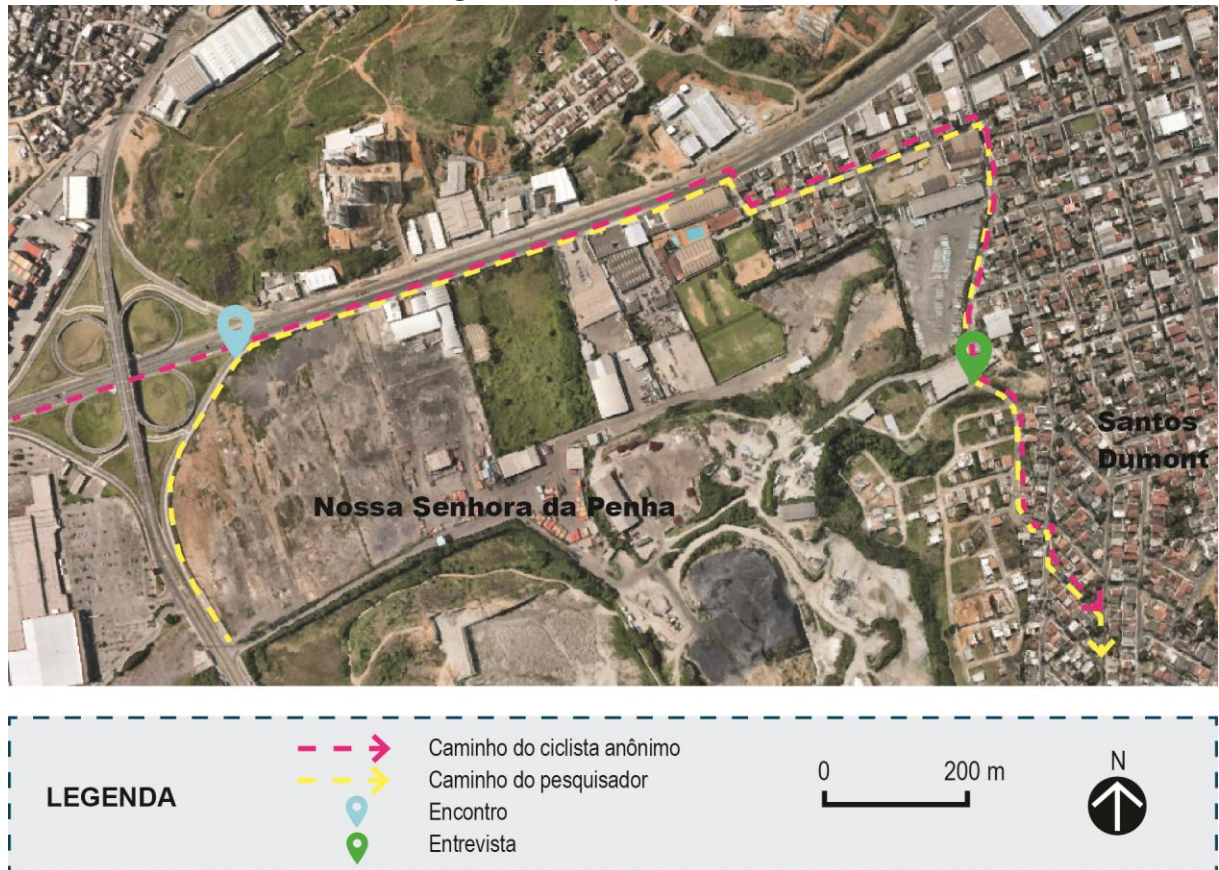 Santos
Dumont
Nossa Senhora da Penha
LEGENDA
Caminho do ciclista anônimo
Caminho do pesquisador
Encontro
Entrevista
0 200 m
N